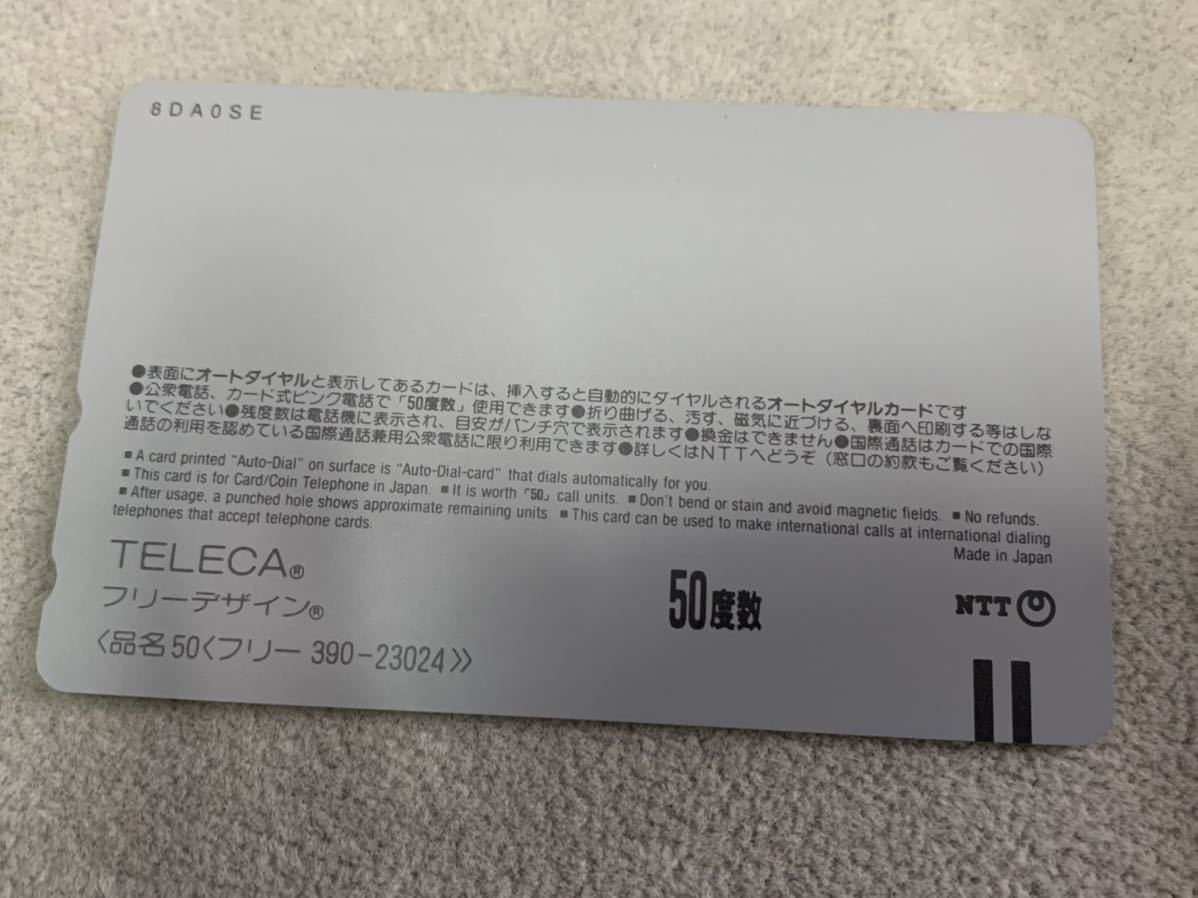 8DA0SE
●表面にオートダイヤルと表示してあるカードは、挿入すると自動的にダイヤルされるオートダイヤルカードです
●公衆電話、カード式ピンク電話で「50度数」使用できます●折り曲げる、汚す、磁気に近づける、裏面へ印刷する等はしな
いでください●残度数は電話機に表示され、目安がパンチ穴で表示されます●換金はできません●国際通話はカードでの国際
通話の利用を認めている国際通話兼用公衆電話に限り利用できます●詳しくはNTTへどうぞ(窓口の約款もご覧ください)
■A card printed "Auto-Dial" on surface is "Auto-Dial-card" that dials automatically for you.
■This card is for Card/Coin Telephone in Japan. ■It is worth「50」call units. ■Don't bend or stain and avoid magnetic fields. ■No refunds.
■After usage, a punched hole shows approximate remaining units. ■This card can be used to make international calls at international dialing
telephones that accept telephone cards.
Made in Japan
TELECA®
フリーデザイン®
〈品名50〈フリー 390-23024〉〉
50度数
NTT